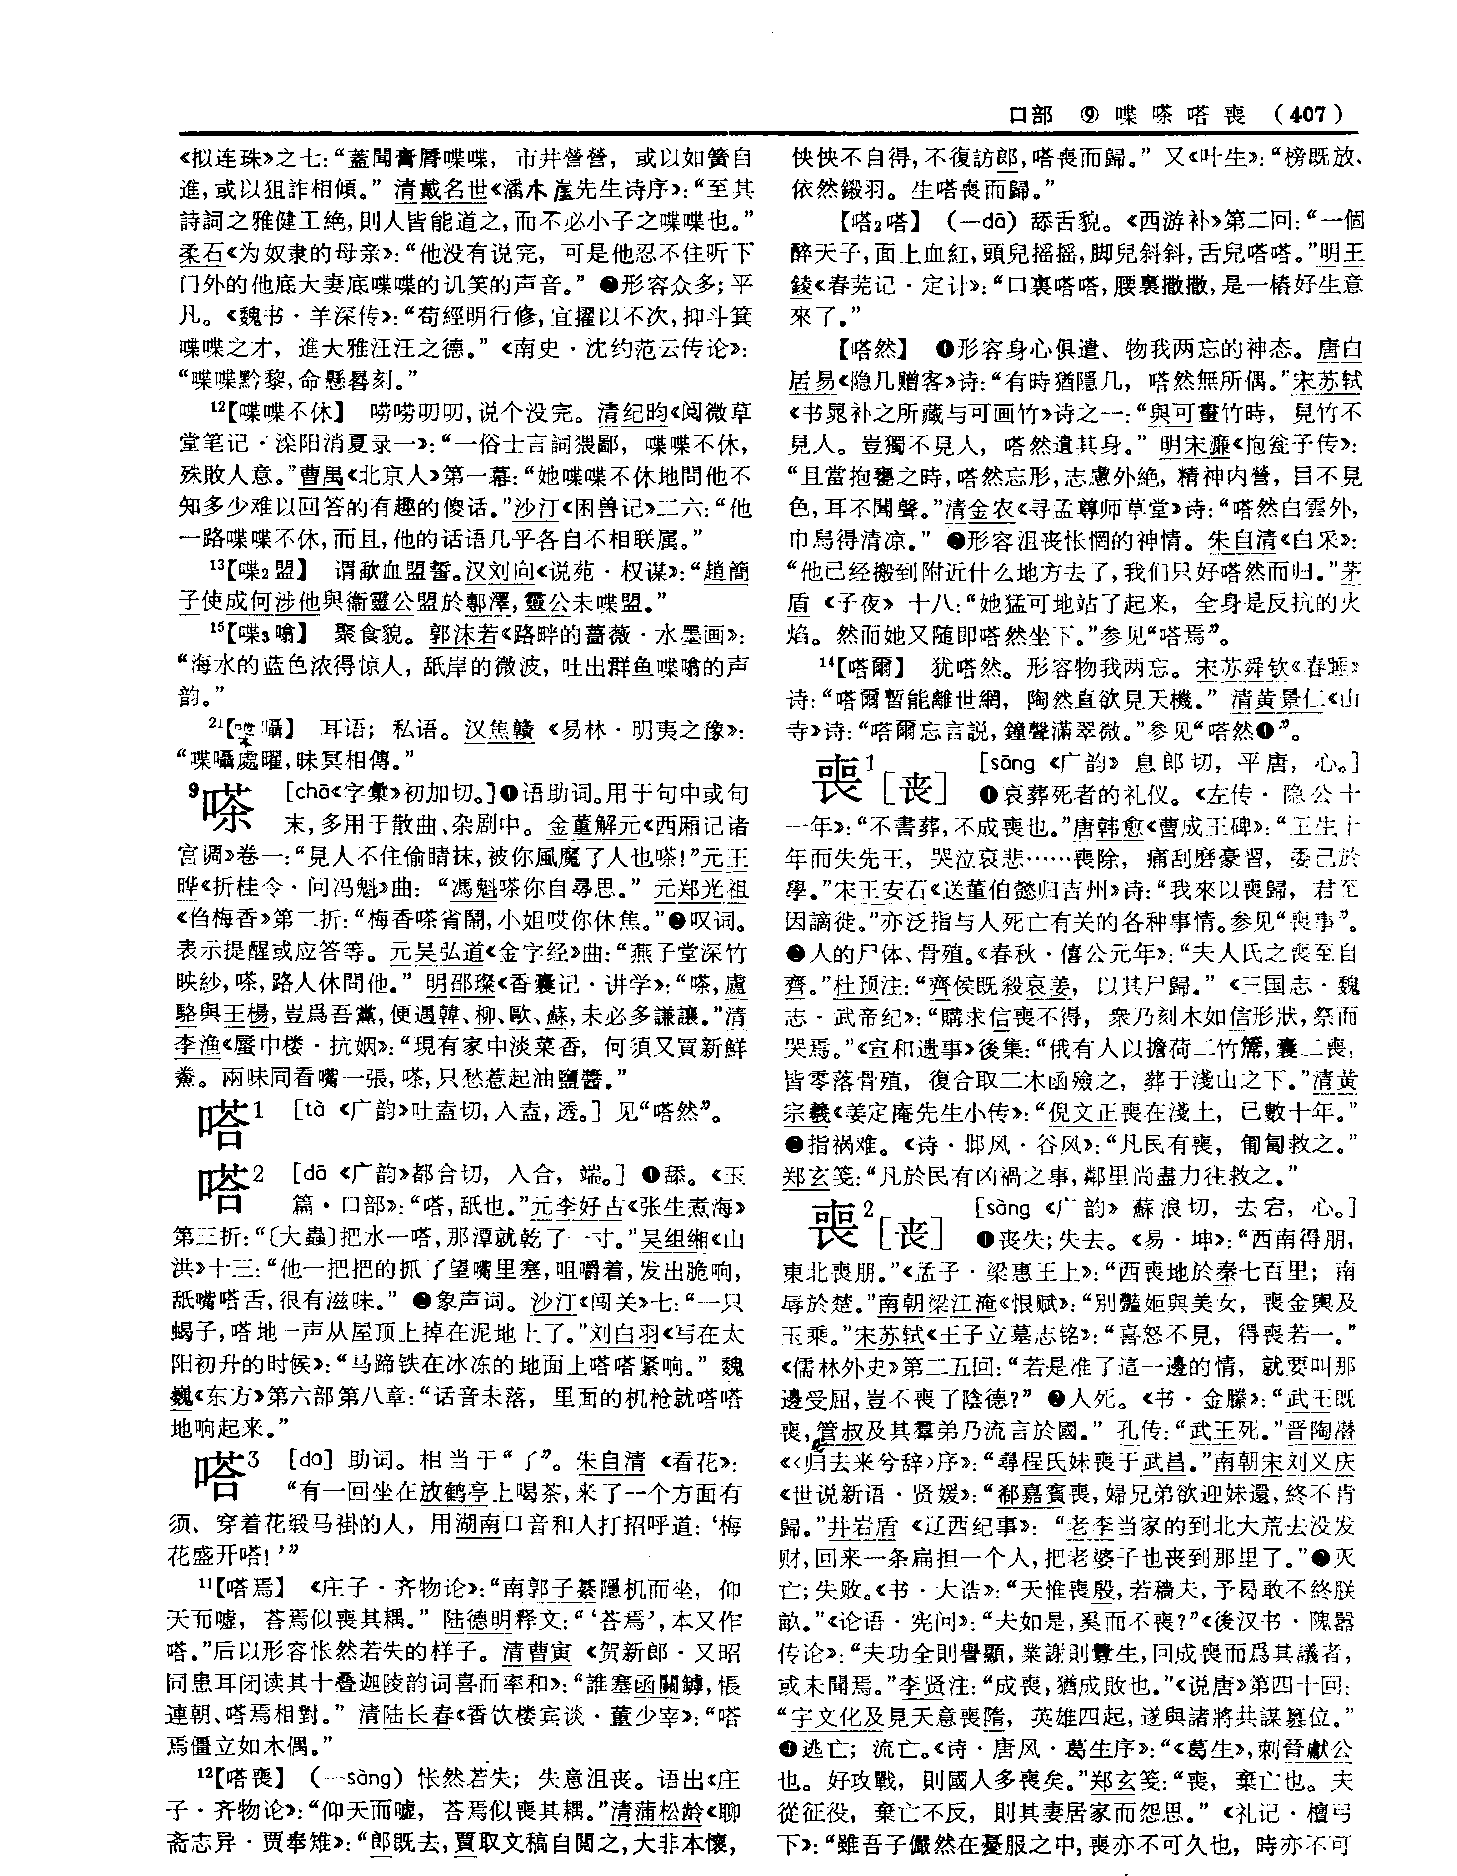 口部 ⑨ 喋 嗏 嗒 喪 (407)
《拟连珠》之七：“蓋聞膏脣喋喋，市井營營，或以如簧自
進，或以狙詐相傾。”清戴名世《潘木崖先生诗序》：“至其
詩詞之雅健工絶，則人皆能道之，而不必小子之喋喋也。”
柔石《为奴隶的母亲》：“他没有说完，可是他忍不住听下
门外的他底大妻底喋喋的讥笑的声音。”❷形容众多；平
凡。《魏书·羊深传》：“苟經明行修，宜擢以不次，抑斗筲
喋喋之才，進大雅汪汪之德。”《南史·沈约范云传论》：
“喋喋黔黎，命懸晷刻。”
12【喋喋不休】 唠唠叨叨，说个没完。清纪昀《阅微草
堂笔记·滦阳消夏录一》：“一俗士言詞猥鄙，喋喋不休，
殊敗人意。”曹禺《北京人》第一幕：“她喋喋不休地問他不
知多少难以回答的有趣的傻话。”沙汀《困兽记》二六：“他
一路喋喋不休，而且，他的话语几乎各自不相联属。”
13【喋₂盟】 谓歃血盟誓。汉刘向《说苑·权谋》：“趙簡
子使成何涉他與衞靈公盟於鄟澤，靈公未喋盟。”
15【喋₃噏】 聚食貌。郭沫若《路畔的蔷薇·水墨画》：
“海水的蓝色浓得惊人，舐岸的微波，吐出群鱼喋噏的声
韵。”
21【喋囁】 耳语；私语。汉焦赣《易林·明夷之豫》：
“喋囁處曜，昧冥相傳。”
9嗏 [chā《字彙》初加切。]❶语助词。用于句中或句
末，多用于散曲、杂剧中。金董解元《西厢记诸
宫调》卷一：“見人不住偷睛抹，被你風魔了人也嗏！”元王
晔《折桂令·问冯魁》曲：“馮魁嗏你自尋思。”元郑光祖
《㑇梅香》第二折：“梅香嗏省鬧，小姐哎你休焦。”❷叹词。
表示提醒或应答等。元吴弘道《金字经》曲：“燕子堂深竹
映紗，嗏，路人休問他。”明邵璨《香囊记·讲学》：“嗏，盧
駱與王楊，豈爲吾黨，便遇韓、柳、歐、蘇，未必多謙讓。”清
李渔《蜃中楼·抗姻》：“現有家中淡菜香，何須又買新鮮
鯗。兩味同看嘴一張，嗏，只愁惹起油鹽醬。”
嗒1 [tà《广韵》吐盍切，入盍，透。]见“嗒然”。
嗒2 [dā《广韵》都合切，入合，端。]❶舔。《玉
篇·口部》：“嗒，舐也。”元李好古《张生煮海》
第三折：“〔大蟲〕把水一嗒，那潭就乾了一寸。”吴组缃《山
洪》十三：“他一把把的抓了望嘴里塞，咀嚼着，发出脆响，
舐嘴嗒舌，很有滋味。”❷象声词。沙汀《闯关》七：“一只
蝎子，嗒地一声从屋顶上掉在泥地上了。”刘白羽《写在太
阳初升的时候》：“马蹄铁在冰冻的地面上嗒嗒紧响。”魏
巍《东方》第六部第八章：“话音未落，里面的机枪就嗒嗒
地响起来。”
嗒3 [da]助词。相当于“了”。朱自清《看花》：
“有一回坐在放鹤亭上喝茶，来了一个方面有
须、穿着花缎马褂的人，用湖南口音和人打招呼道：‘梅
花盛开嗒！’”
11【嗒焉】《庄子·齐物论》：“南郭子綦隱机而坐，仰
天而噓，荅焉似喪其耦。”陆德明释文：“‘荅焉’，本又作
嗒。”后以形容怅然若失的样子。清曹寅《贺新郎·又昭
同患耳闭读其十叠迦陵韵词喜而率和》：“誰塞函關罅，悵
連朝、嗒焉相對。”清陆长春《香饮楼宾谈·董少宰》：“嗒
焉僵立如木偶。”
12【嗒喪】（—sàng）怅然若失；失意沮丧。语出《庄
子·齐物论》：“仰天而噓，荅焉似喪其耦。”清蒲松龄《聊
斋志异·贾奉雉》：“郎既去，賈取文稿自閱之，大非本懷，
怏怏不自得，不復訪郎，嗒喪而歸。”又《叶生》：“榜既放、
依然鎩羽。生嗒喪而歸。”
【嗒₂嗒】（—dā）舔舌貌。《西游补》第二回：“一個
醉天子，面上血紅，頭兒摇摇，脚兒斜斜，舌兒嗒嗒。”明王
錂《春芜记·定计》：“口裏嗒嗒，腰裏撒撒，是一樁好生意
來了。”
【嗒然】 ❶形容身心俱遣、物我两忘的神态。唐白
居易《隐几赠客》诗：“有時猶隱几，嗒然無所偶。”宋苏轼
《书晁补之所藏与可画竹》诗之一：“與可畫竹時，見竹不
見人。豈獨不見人，嗒然遺其身。”明宋濂《抱瓮子传》：
“且當抱甕之時，嗒然忘形，志慮外絶，精神内營，目不見
色，耳不聞聲。”清金农《寻孟尊师草堂》诗：“嗒然白雲外，
巾舄得清凉。”❷形容沮丧怅惘的神情。朱自清《白采》：
“他已经搬到附近什么地方去了，我们只好嗒然而归。”茅
盾《子夜》十八：“她猛可地站了起来，全身是反抗的火
焰。然而她又随即嗒然坐下。”参见“嗒焉”。
14【嗒爾】 犹嗒然。形容物我两忘。宋苏舜钦《春睡》
诗：“嗒爾暫能離世網，陶然直欲見天機。”清黄景仁《山
寺》诗：“嗒爾忘言説，鐘聲滿翠微。”参见“嗒然❶”。
喪1[丧] [sāng《广韵》息郎切，平唐，心。]
❶哀葬死者的礼仪。《左传·隐公十
一年》：“不書葬，不成喪也。”唐韩愈《曹成王碑》：“王生十
年而失先王，哭泣哀悲……喪除，痛刮磨豪習，委己於
學。”宋王安石《送董伯懿归吉州》诗：“我來以喪歸，君至
因謫徙。”亦泛指与人死亡有关的各种事情。参见“喪事”。
❷人的尸体、骨殖。《春秋·僖公元年》：“夫人氏之喪至自
齊。”杜预注：“齊侯既殺哀姜，以其尸歸。”《三国志·魏
志·武帝纪》：“購求信喪不得，衆乃刻木如信形狀，祭而
哭焉。”《宣和遗事》後集：“俄有人以擔荷二竹簟，囊二喪，
皆零落骨殖，復合取二木函殮之，葬于淺山之下。”清黄
宗羲《姜定庵先生小传》：“倪文正喪在淺土，已數十年。”
❸指祸难。《诗·邶风·谷风》：“凡民有喪，匍匐救之。”
郑玄笺：“凡於民有凶禍之事，鄰里尚盡力往救之。”
喪2[丧] [sàng《广韵》蘇浪切，去宕，心。]
❶丧失；失去。《易·坤》：“西南得朋，
東北喪朋。”《孟子·梁惠王上》：“西喪地於秦七百里；南
辱於楚。”南朝梁江淹《恨赋》：“别豔姬與美女，喪金輿及
玉乘。”宋苏轼《王子立墓志铭》：“喜怒不見，得喪若一。”
《儒林外史》第二五回：“若是准了這一邊的情，就要叫那
邊受屈，豈不喪了陰德？”❷人死。《书·金縢》：“武王既
喪，管叔及其羣弟乃流言於國。”孔传：“武王死。”晋陶潜
《〈归去来兮辞〉序》：“尋程氏妹喪于武昌。”南朝宋刘义庆
《世说新语·贤媛》：“郗嘉賓喪，婦兄弟欲迎妹還，終不肯
歸。”井岩盾《辽西纪事》：“老李当家的到北大荒去没发
财，回来一条扁担一个人，把老婆子也丧到那里了。”❸灭
亡；失败。《书·大诰》：“天惟喪殷，若穡夫，予曷敢不終朕
畝。”《论语·宪问》：“夫如是，奚而不喪？”《後汉书·隗嚣
传论》：“夫功全則譽顯，業謝則釁生，回成喪而爲其議者，
或未聞焉。”李贤注：“成喪，猶成敗也。”《说唐》第四十回：
“宇文化及見天意喪隋，英雄四起，遂與諸將共謀篡位。”
❹逃亡；流亡。《诗·唐风·葛生序》：“《葛生》，刺晉獻公
也。好攻戰，則國人多喪矣。”郑玄笺：“喪，棄亡也。夫
從征役，棄亡不反，則其妻居家而怨思。”《礼记·檀弓
下》：“雖吾子儼然在憂服之中，喪亦不可久也，時亦不可